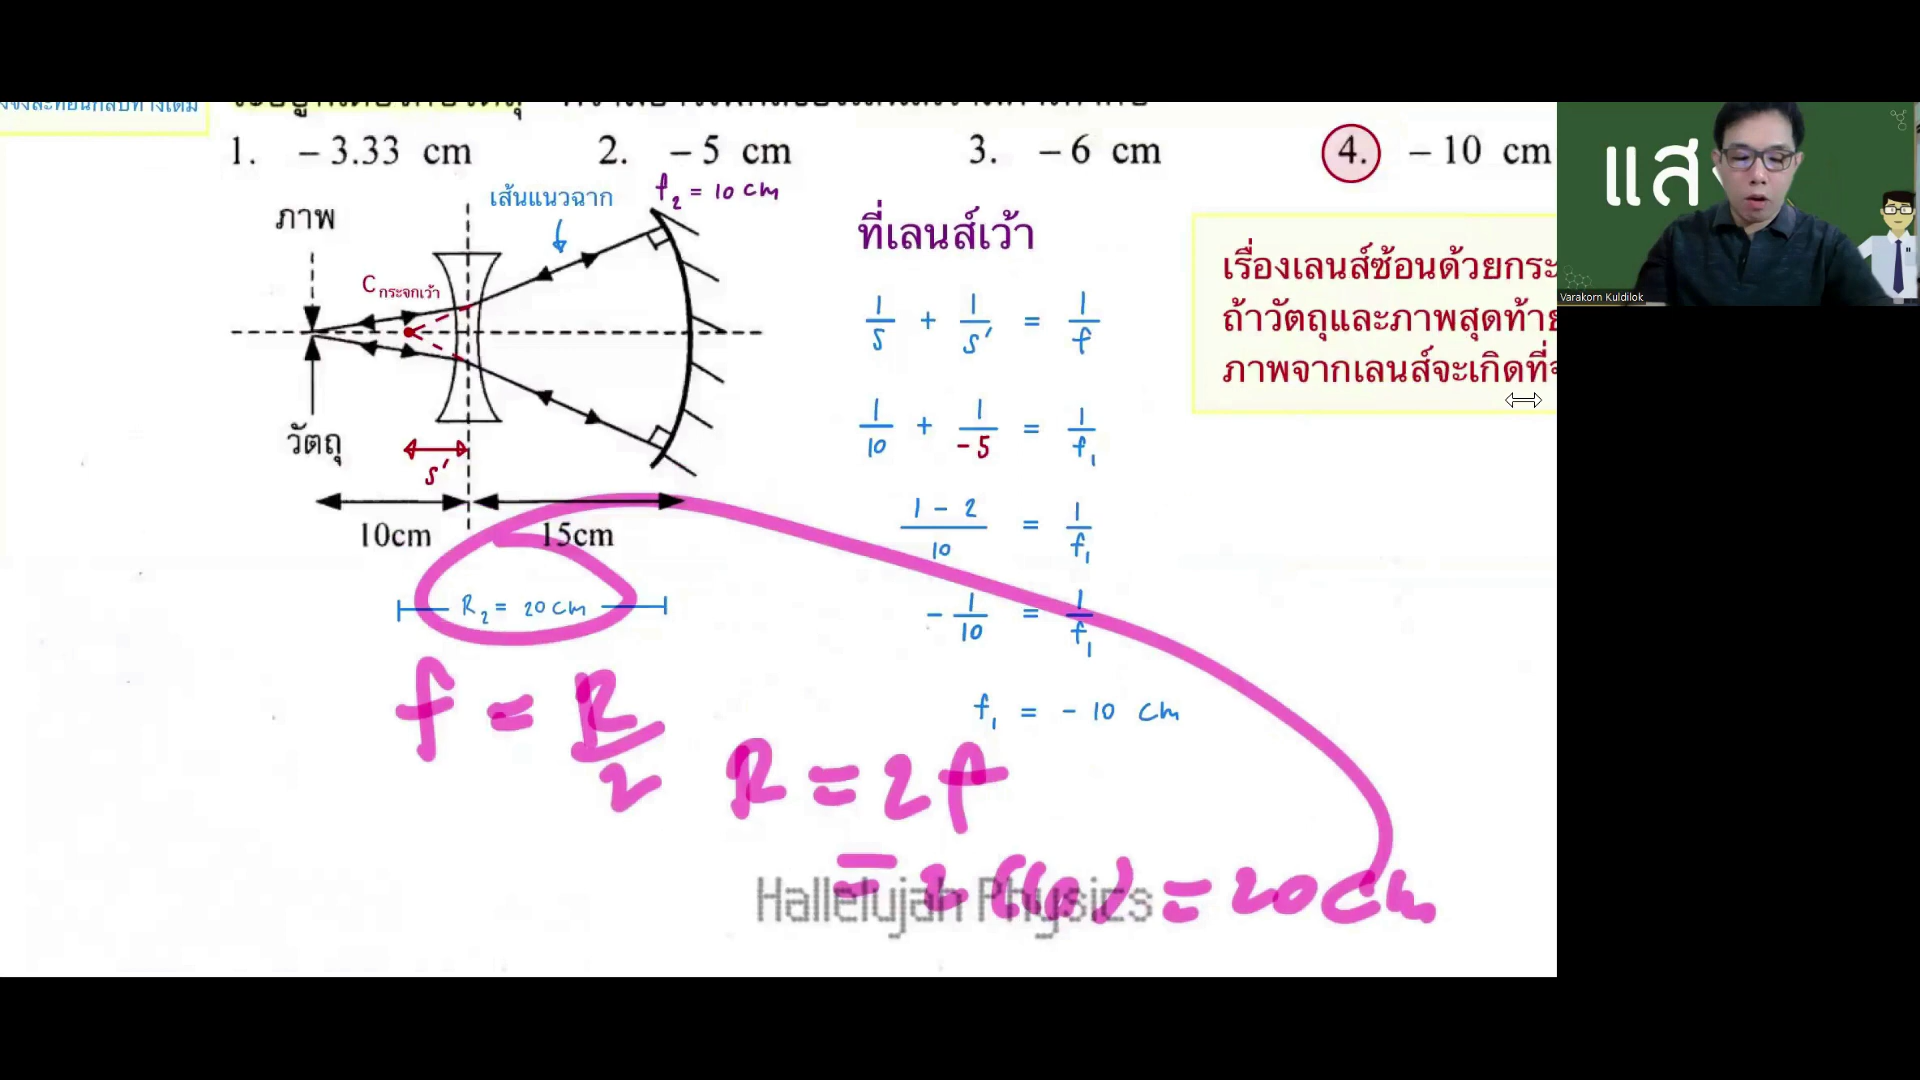 1. – 3.33 cm 2. – 5 cm 3. – 6 cm 4. – 10 cm
เส้นแนวฉาก
f₂ = 10 cm
ภาพ
C กระจกเว้า
วัตถุ
s'
10cm 15cm
R₂ = 20 cm
ที่เลนส์เว้า
1/s + 1/s' = 1/f
1/10 + 1/-5 = 1/f₁
1 - 2/10 = 1/f₁
- 1/10 = 1/f₁
f₁ = - 10 cm
f = R/2
R = 2f
= 2(10) = 20cm
Hallelujah Physics
เรื่องเลนส์ซ้อนด้วยกระ
ถ้าวัตถุและภาพสุดท้าย
ภาพจากเลนส์จะเกิดที่จ
แส
Varakorn Kuldilok